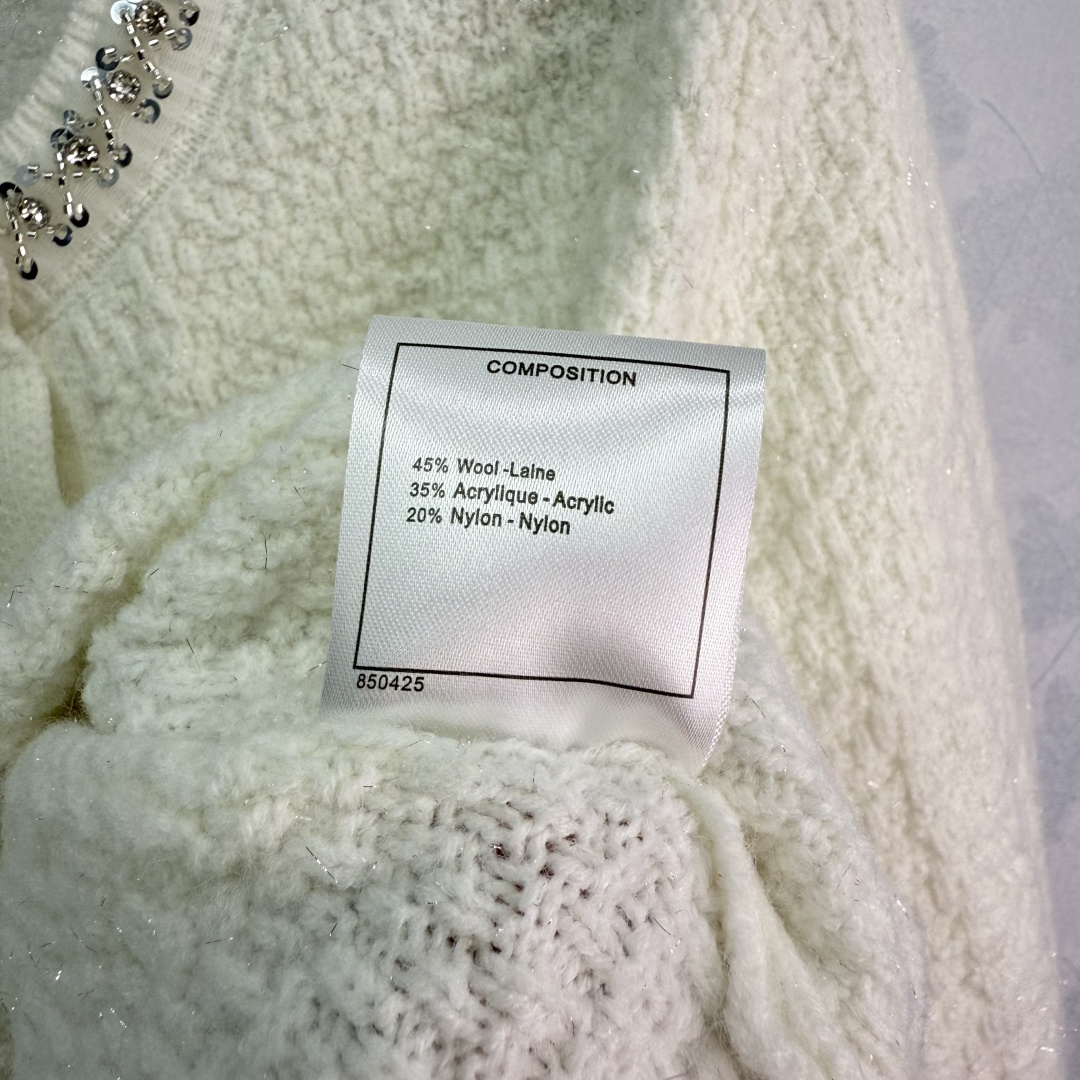 COMPOSITION
45% Wool-Laine
35% Acrylique-Acrylic
20% Nylon-Nylon
850425